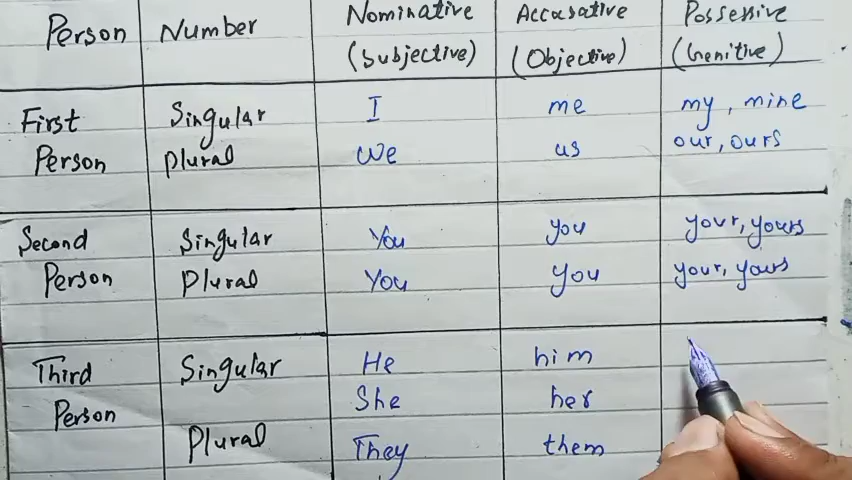 Person Number Nominative Accusative Possessive
(Subjective) (Objective) (Genitive)
First Singular I me my, mine
Person Plural We us our, ours
Second Singular You you your, yours
Person Plural You you your, yours
Third Singular He him
Person She her
Plural They them